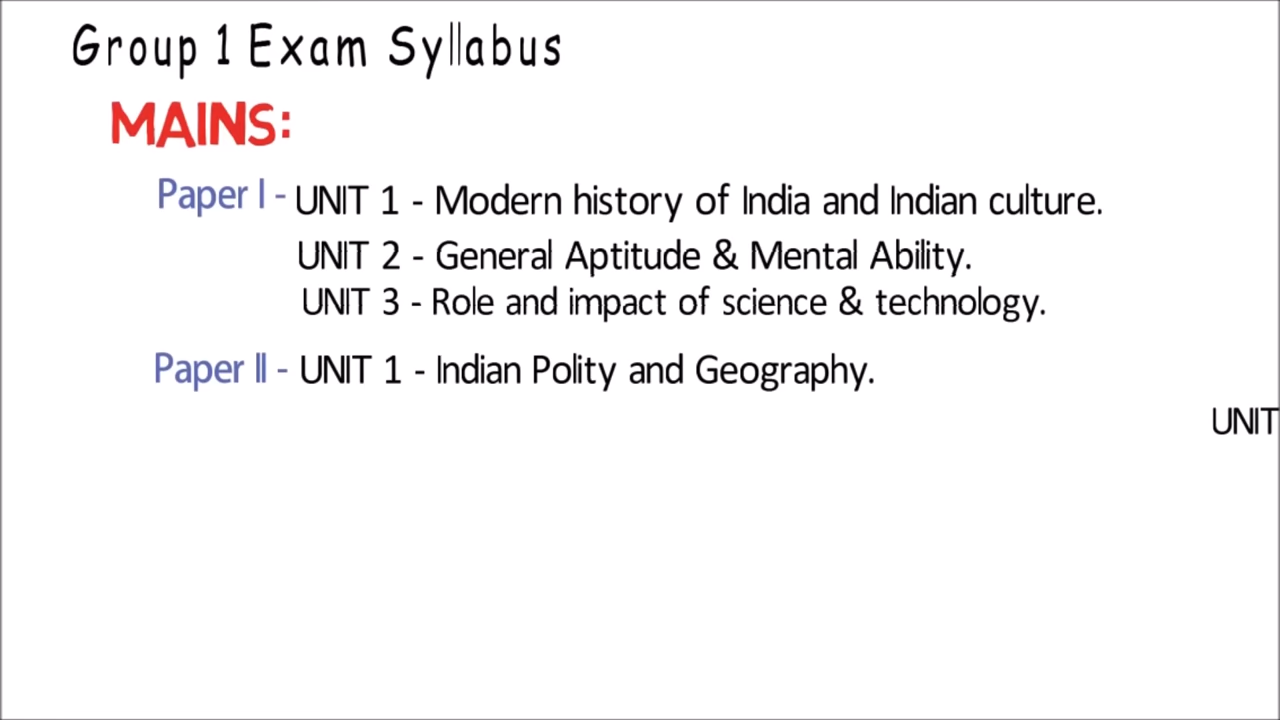 Group 1 Exam Syllabus
MAINS:
Paper I - UNIT 1 - Modern history of India and Indian culture.
UNIT 2 - General Aptitude & Mental Ability.
UNIT 3 - Role and impact of science & technology.
Paper II - UNIT 1 - Indian Polity and Geography.
UNIT